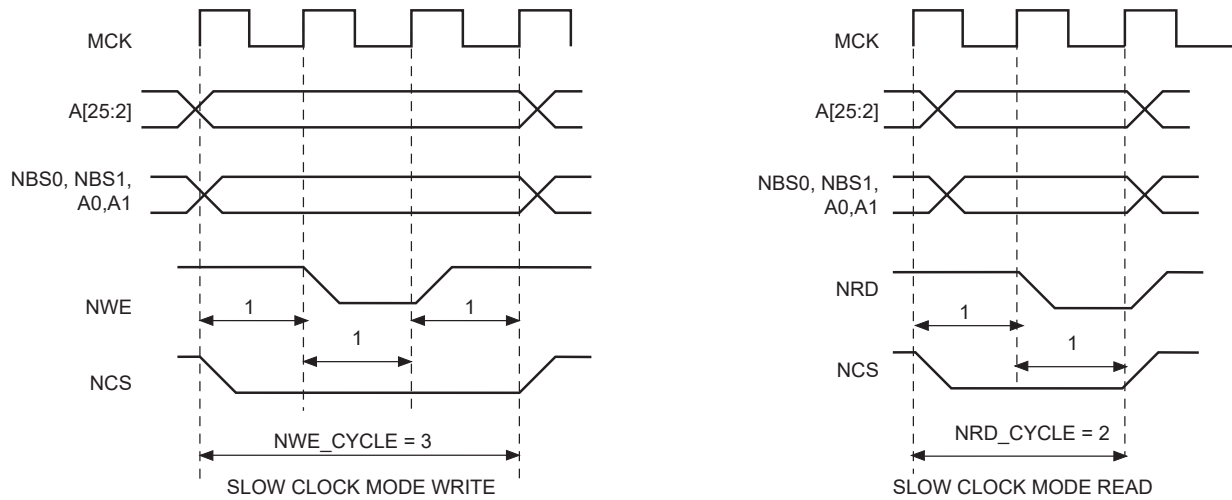 MCK
A[25:2]
NBS0, NBS1,
A0,A1
NWE
1
1
1
NCS
NWE_CYCLE = 3
SLOW CLOCK MODE WRITE
MCK
A[25:2]
NBS0, NBS1,
A0,A1
NRD
1
1
NCS
NRD_CYCLE = 2
SLOW CLOCK MODE READ